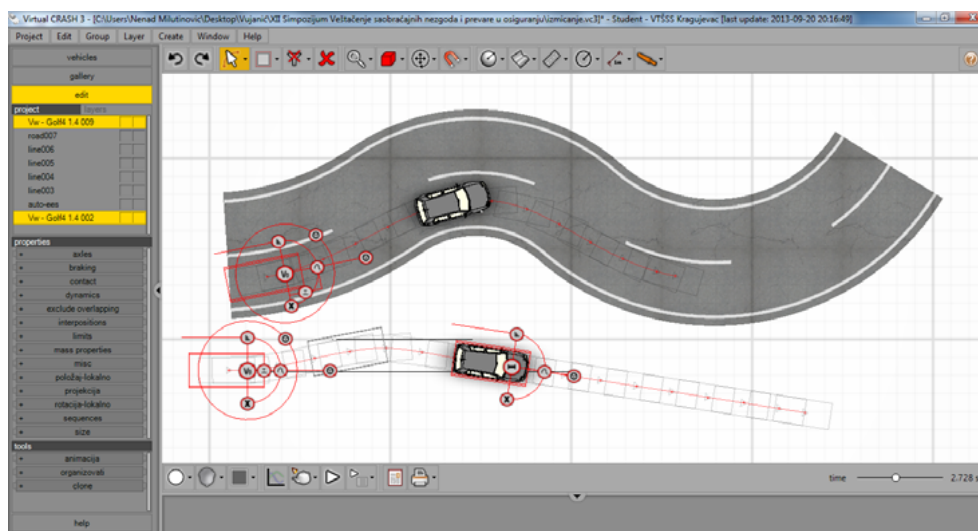 Virtual CRASH 3 - [C:\Users\Nenad Milutinovic\Desktop\Vujanić\XII Simpozijum Veštačenje saobraćajnih nezgoda i prevare u osiguranju\izmicanje.vc3]* - Student - VTŠSS Kragujevac [last update: 2013-09-20 20:16:49]
Project Edit Group Layer Create Window Help
vehicles
gallery
edit
project layers
Vw - Golf4 1.4 009
road007
line006
line005
line004
line003
auto-ees
Vw - Golf4 1.4 002
properties
axles
braking
contact
dynamics
exclude overlapping
interpositions
limits
mass properties
misc
položaj-lokalno
projekcija
rotacija-lokalno
sequences
size
tools
animacija
organizovati
clone
help
time 2.728 s